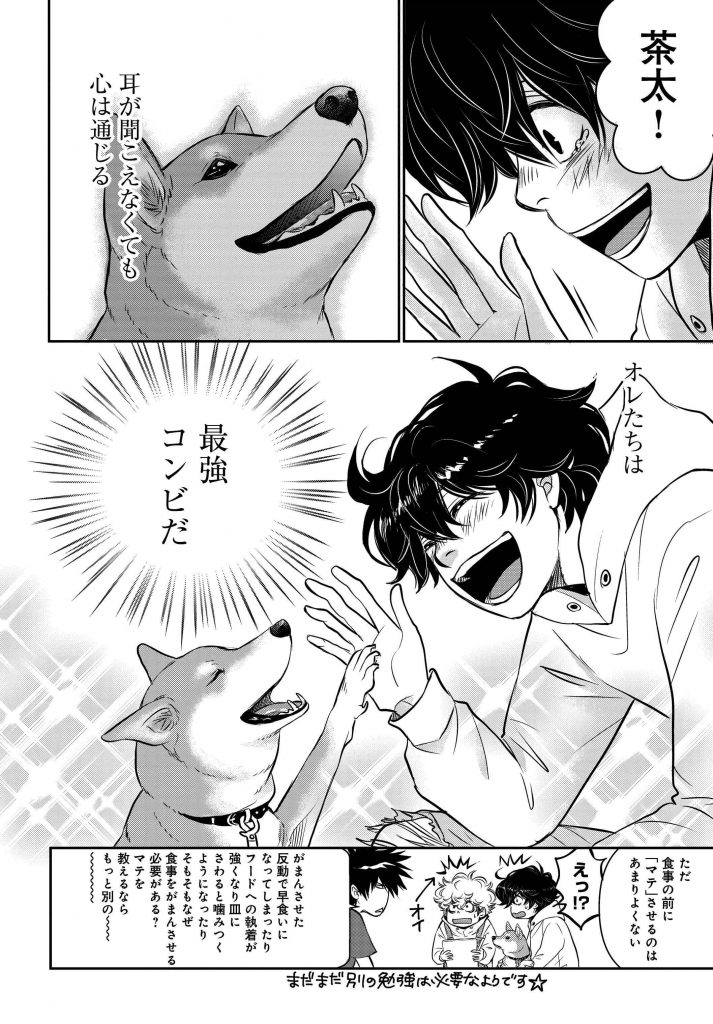 茶太！
耳が聞こえなくても
心は通じる
オレたちは
最強
コンビだ
ただ
食事の前に
「マテ」させるのは
あまりよくない
えっ!?
オイ
がまんさせた
反動で早食いに
なってしまったり
フードへの執着が
強くなり皿に
さわると噛みつく
ようになったり
そもそもなぜ
食事をがまんさせる
必要がある？
マテを
教えるなら
もっと別の〜
まだまだ別の勉強は必要なようです☆